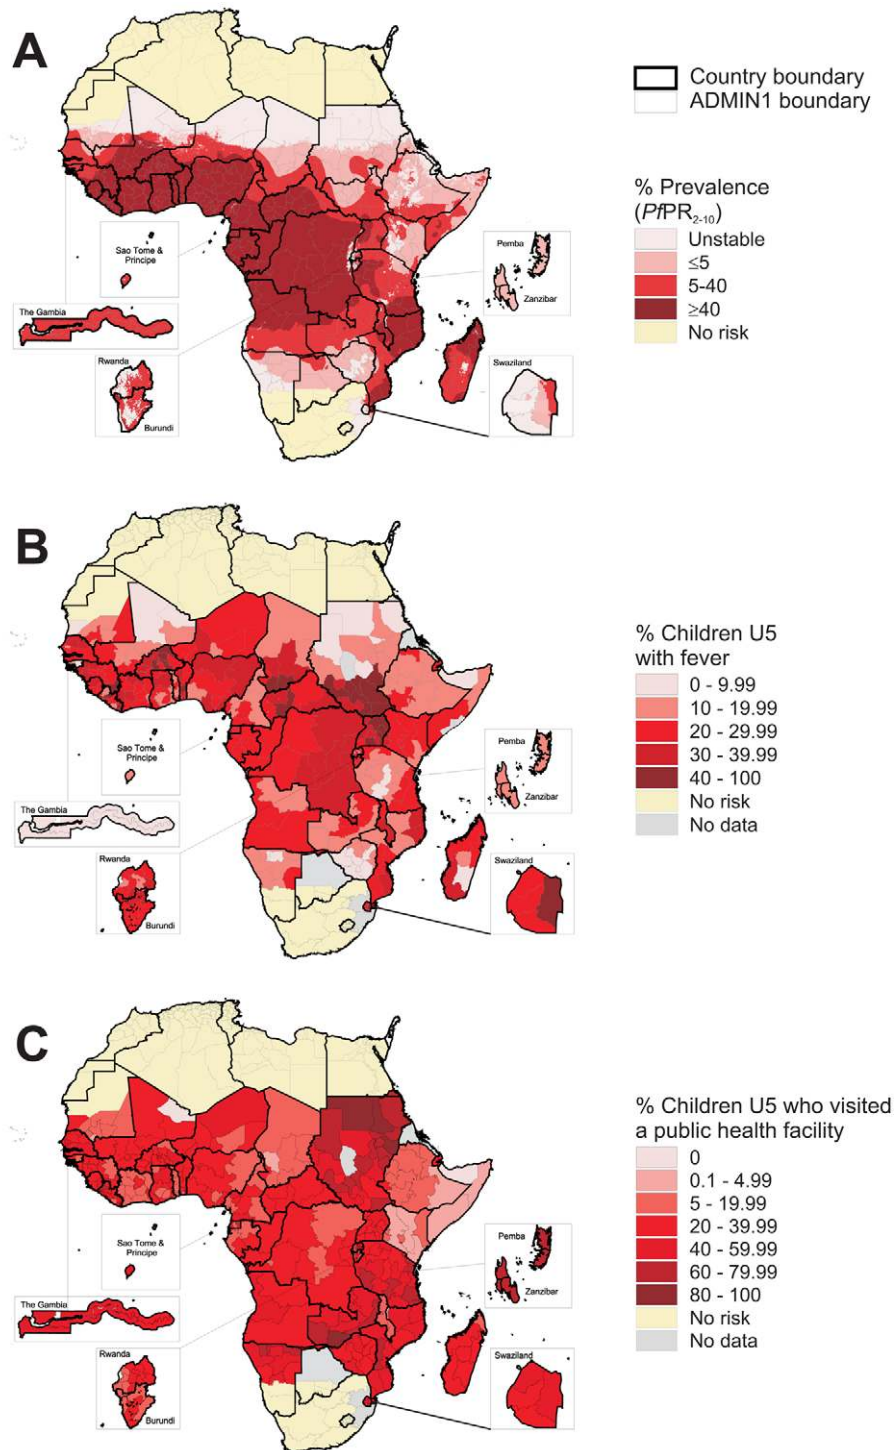 A
Country boundary
ADMIN1 boundary
% Prevalence
(PfPR2-10)
Unstable
≤5
5-40
≥40
No risk
Sao Tome &
Principe
Pemba
Zanzibar
The Gambia
Rwanda
Burundi
Swaziland
B
% Children U5
with fever
0 - 9.99
10 - 19.99
20 - 29.99
30 - 39.99
40 - 100
No risk
No data
Sao Tome &
Principe
Pemba
Zanzibar
The Gambia
Rwanda
Burundi
Swaziland
C
% Children U5 who visited
a public health facility
0
0.1 - 4.99
5 - 19.99
20 - 39.99
40 - 59.99
60 - 79.99
80 - 100
No risk
No data
Sao Tome &
Principe
Pemba
Zanzibar
The Gambia
Rwanda
Burundi
Swaziland